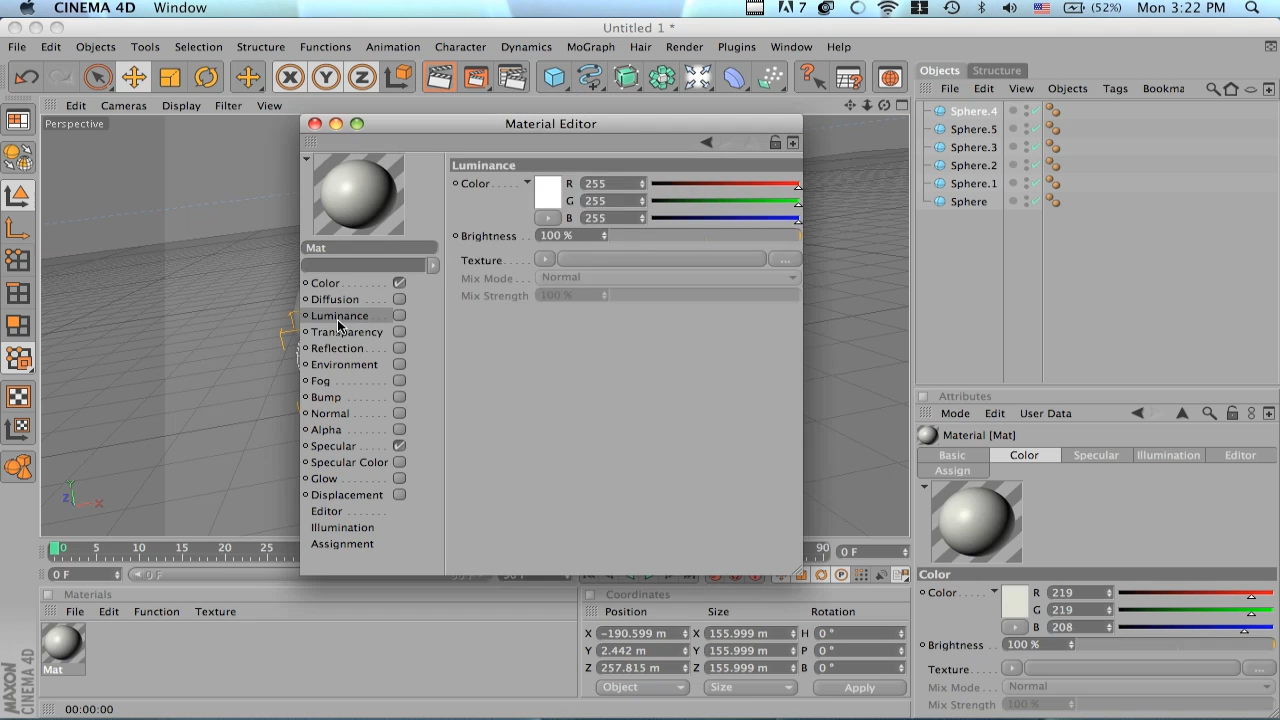 CINEMA 4D Window
7
(52%) Mon 3:22 PM
Untitled 1 *
File Edit Objects Tools Selection Structure Functions Animation Character Dynamics MoGraph Hair Render Plugins Window Help
X Y Z
Edit Cameras Display Filter View
Perspective
Z X
Material Editor
Mat
Color
Diffusion
Luminance
Transparency
Reflection
Environment
Fog
Bump
Normal
Alpha
Specular
Specular Color
Glow
Displacement
Editor
Illumination
Assignment
Luminance
Color R 255
G 255
B 255
Brightness 100 %
Texture ...
Mix Mode Normal
Mix Strength 100 %
Objects Structure
File Edit View Objects Tags Bookma
Sphere.4
Sphere.5
Sphere.3
Sphere.2
Sphere.1
Sphere
Attributes
Mode Edit User Data
Material [Mat]
Basic Color Specular Illumination Editor
Assign
Color
Color R 219
G 219
B 208
Brightness 100 %
Texture ...
Mix Mode Normal
Mix Strength 100 %
0 5 10 15 20 25 90 0 F
0 F 0 F
Materials
File Edit Function Texture
Mat
Coordinates
Position Size Rotation
X -190.599 m X 155.999 m H 0 °
Y 2.442 m Y 155.999 m P 0 °
Z 257.815 m Z 155.999 m B 0 °
Object Size Apply
MAXON
CINEMA 4D
00:00:00